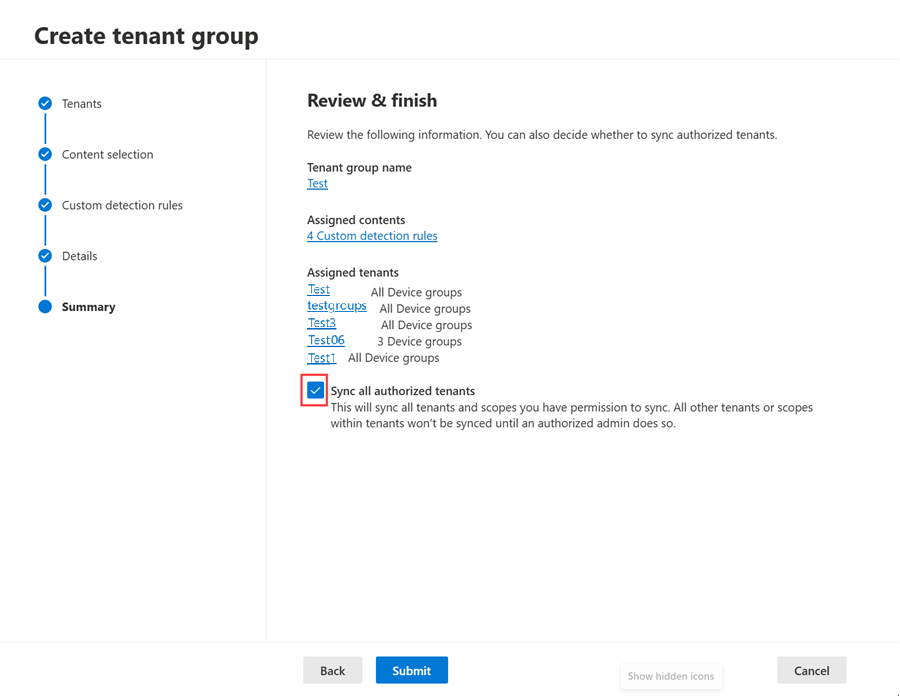 Create tenant group
Tenants
Content selection
Custom detection rules
Details
Summary
Review & finish
Review the following information. You can also decide whether to sync authorized tenants.
Tenant group name
Test
Assigned contents
4 Custom detection rules
Assigned tenants
Test All Device groups
testgroups All Device groups
Test3 All Device groups
Test06 3 Device groups
Test1 All Device groups
Sync all authorized tenants
This will sync all tenants and scopes you have permission to sync. All other tenants or scopes
within tenants won't be synced until an authorized admin does so.
Back
Submit
Show hidden icons
Cancel